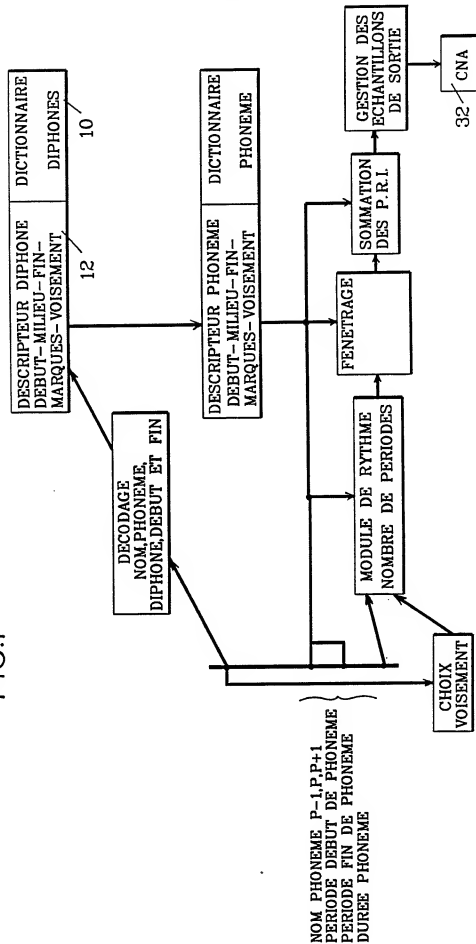 FIG.1
DESCRIPTEUR DIPHONE
-DEBUT-MILIEU-FIN-
MARQUES-VOISEMENT
DICTIONNAIRE
DIPHONES
12
10
DECODAGE
NOM,PHONEME,
DIPHONE,DEBUT ET FIN
DESCRIPTEUR PHONEME
DEBUT-MILIEU-FIN-
MARQUES-VOISEMENT
DICTIONNAIRE
PHONEME
NOM PHONEME P-1,P,P+1
PERIODE DEBUT DE PHONEME
PERIODE FIN DE PHONEME
DUREE PHONEME
CHOIX
VOISEMENT
MODULE DE RYTHME
NOMBRE DE PERIODES
FENETRAGE
SOMMATION
DES P.R.I.
GESTION DES
ECHANTILLONS
DE SORTIE
32
CNA